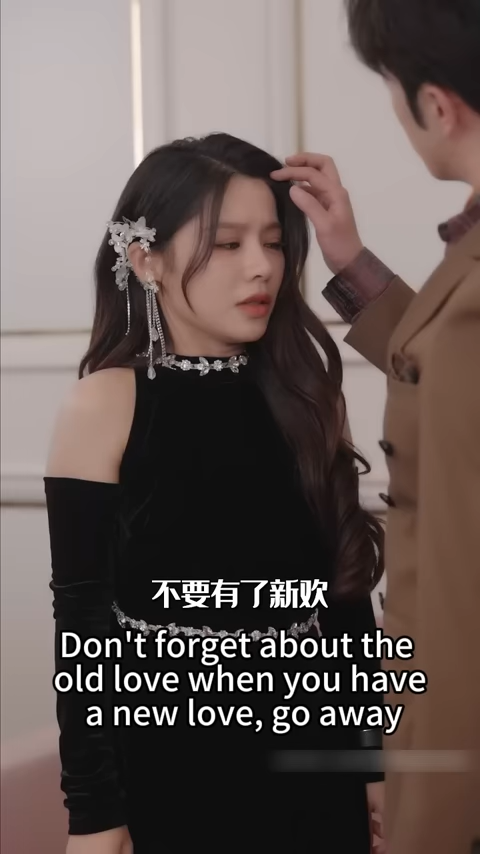 不要有了新欢
Don't forget about the
old love when you have
a new love, go away